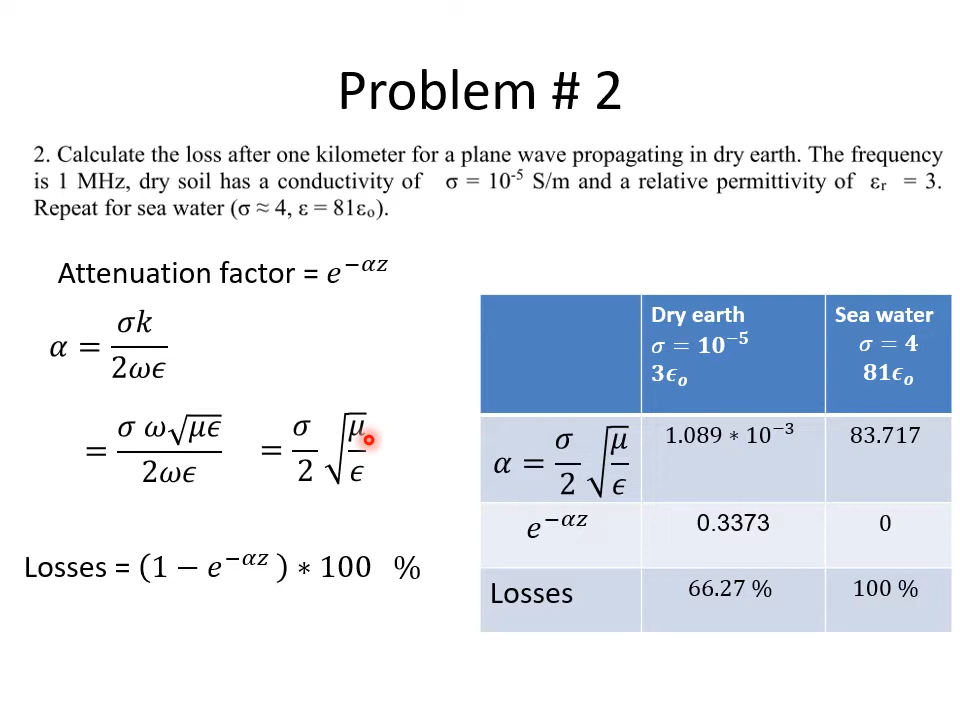 Problem # 2
2. Calculate the loss after one kilometer for a plane wave propagating in dry earth. The frequency
is 1 MHz, dry soil has a conductivity of σ = 10⁻⁵ S/m and a relative permittivity of εᵣ = 3.
Repeat for sea water (σ ≈ 4, ε = 81εₒ).
Attenuation factor = 𝑒^{−𝛼𝑧}
𝛼 = 𝜎𝑘 / 2𝜔𝜖
= 𝜎 𝜔√(𝜇𝜖) / 2𝜔𝜖 = 𝜎/2 √(𝜇/𝜖)
Losses = (1 − 𝑒^{−𝛼𝑧} ) ∗ 100 %
Dry earth
𝜎 = 10⁻⁵
3𝜖ₒ
Sea water
𝜎 = 4
81𝜖ₒ
𝛼 = 𝜎/2 √(𝜇/𝜖) 1.089 ∗ 10⁻³ 83.717
𝑒^{−𝛼𝑧} 0.3373 0
Losses 66.27 % 100 %